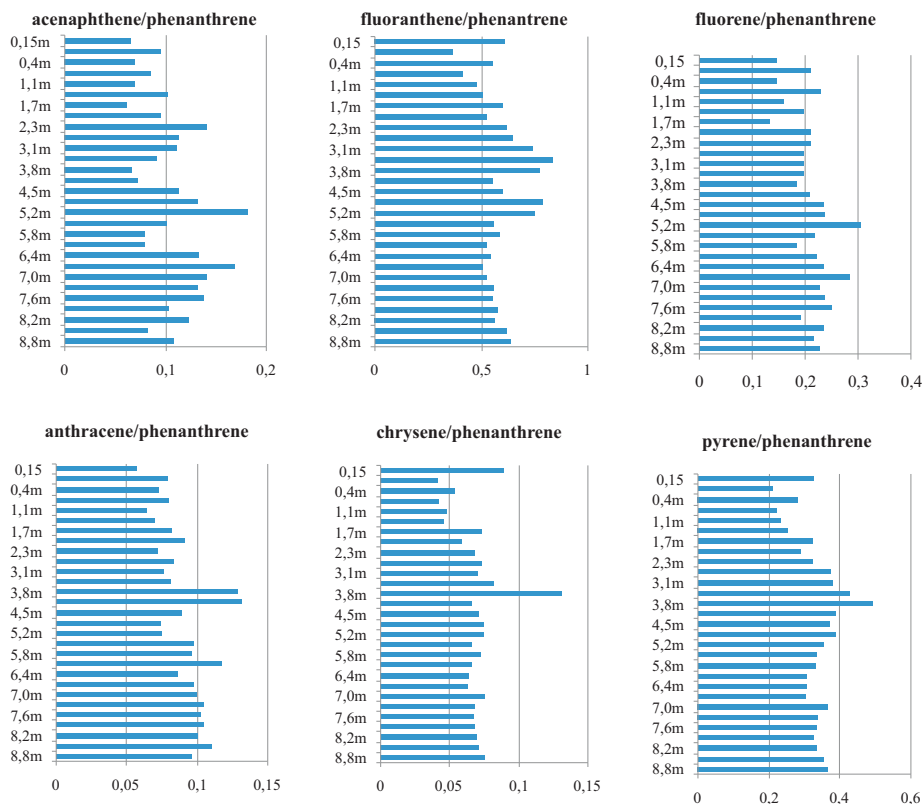 acenaphthene/phenanthrene
0,15m
0,4m
1,1m
1,7m
2,3m
3,1m
3,8m
4,5m
5,2m
5,8m
6,4m
7,0m
7,6m
8,2m
8,8m
0 0,1 0,2
fluoranthene/phenantrene
0,15
0,4m
1,1m
1,7m
2,3m
3,1m
3,8m
4,5m
5,2m
5,8m
6,4m
7,0m
7,6m
8,2m
8,8m
0 0,5 1
fluorene/phenanthrene
0,15
0,4m
1,1m
1,7m
2,3m
3,1m
3,8m
4,5m
5,2m
5,8m
6,4m
7,0m
7,6m
8,2m
8,8m
0 0,1 0,2 0,3 0,4
anthracene/phenanthrene
0,15
0,4m
1,1m
1,7m
2,3m
3,1m
3,8m
4,5m
5,2m
5,8m
6,4m
7,0m
7,6m
8,2m
8,8m
0 0,05 0,1 0,15
chrysene/phenanthrene
0,15
0,4m
1,1m
1,7m
2,3m
3,1m
3,8m
4,5m
5,2m
5,8m
6,4m
7,0m
7,6m
8,2m
8,8m
0 0,05 0,1 0,15
pyrene/phenanthrene
0,15
0,4m
1,1m
1,7m
2,3m
3,1m
3,8m
4,5m
5,2m
5,8m
6,4m
7,0m
7,6m
8,2m
8,8m
0 0,2 0,4 0,6